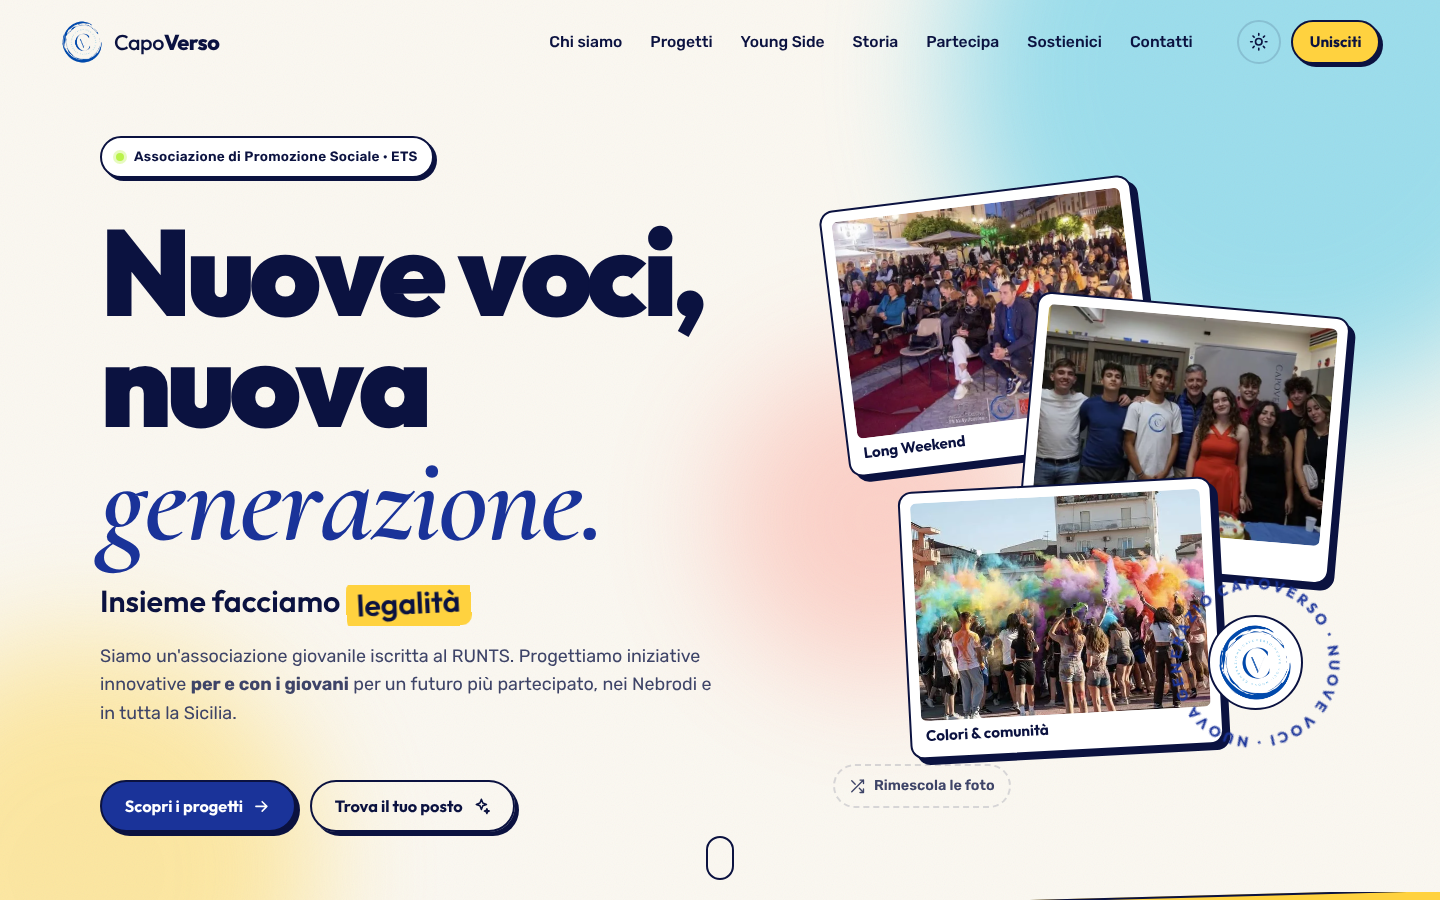 CapoVerso
Chi siamo
Progetti
Young Side
Storia
Partecipa
Sostienici
Contatti
Unisciti
Associazione di Promozione Sociale • ETS
Nuove voci,
nuova
generazione.
Insieme facciamo legalità
Siamo un'associazione giovanile iscritta al RUNTS. Progettiamo iniziative
innovative per e con i giovani per un futuro più partecipato, nei Nebrodi e
in tutta la Sicilia.
Scopri i progetti
Trova il tuo posto
Long Weekend
Colori & comunità
CAPOVERSO · NUOVE VOCI · NUOVA
Rimescola le foto